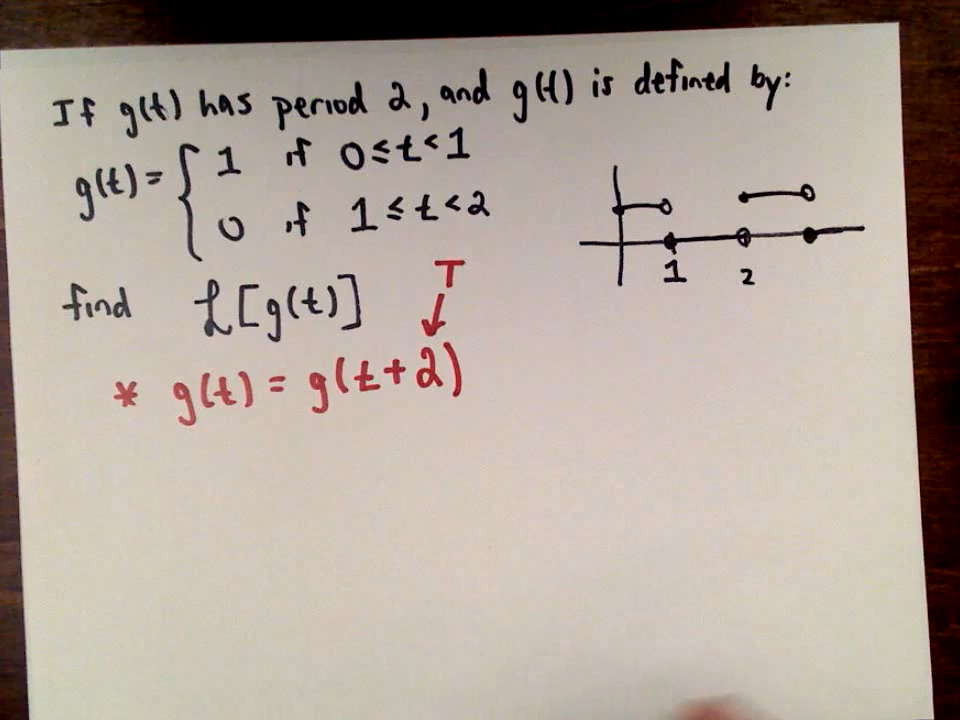 If g(t) has period 2, and g(t) is defined by:
g(t) = { 1 if 0 ≤ t < 1
0 if 1 ≤ t < 2
1 2
find ℒ[g(t)]
T
* g(t) = g(t+2)